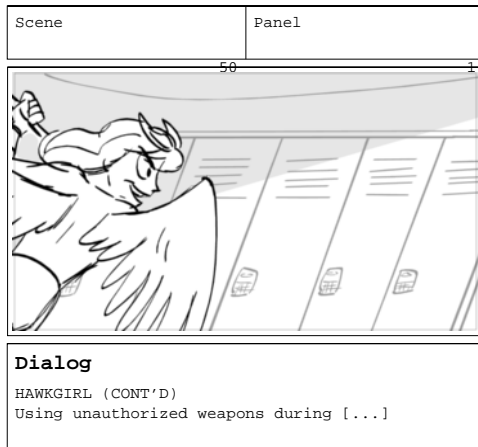 Scene
Panel
50
1
Dialog
HAWKGIRL (CONT'D)
Using unauthorized weapons during [...]